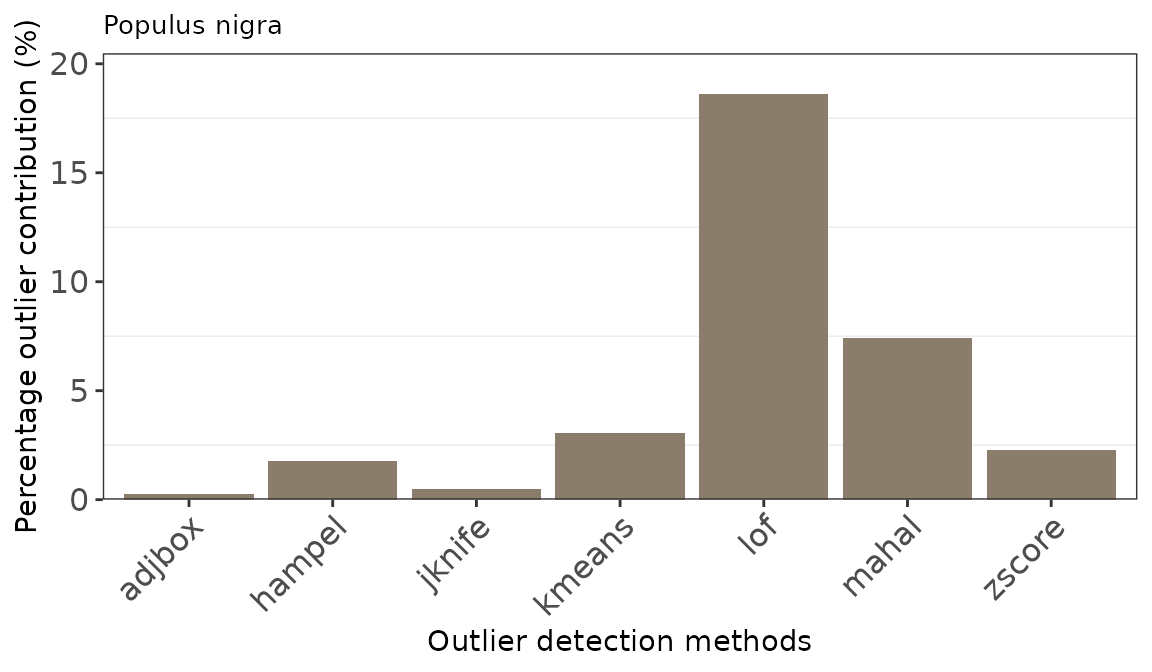 Populus nigra
Percentage outlier contribution (%)
20
15
10
5
0
adjbox
hampel
jknife
kmeans
lof
mahal
zscore
Outlier detection methods